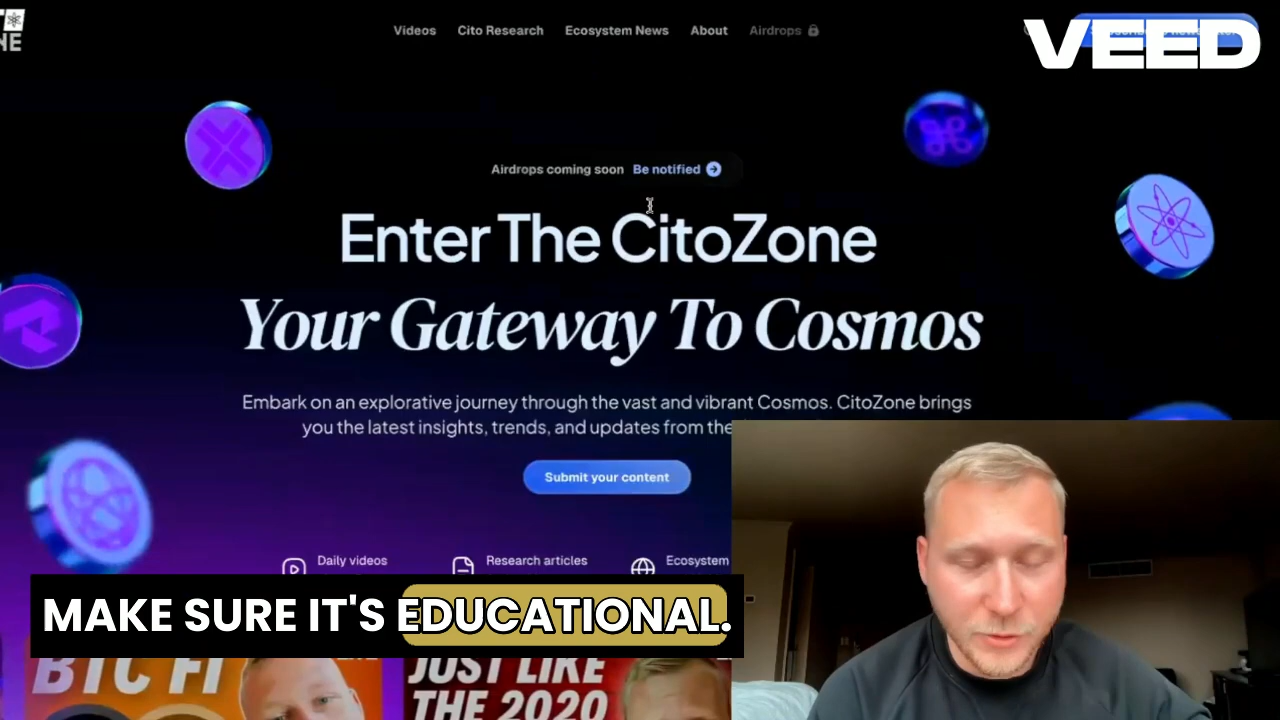 NE
Videos Cito Research Ecosystem News About Airdrops
VEED
Airdrops coming soon Be notified
Enter The CitoZone
Your Gateway To Cosmos
Embark on an explorative journey through the vast and vibrant Cosmos. CitoZone brings
you the latest insights, trends, and updates from the
Submit your content
Daily videos Research articles Ecosystem
MAKE SURE IT'S EDUCATIONAL.
BTC FI
JUST LIKE
THE 2020